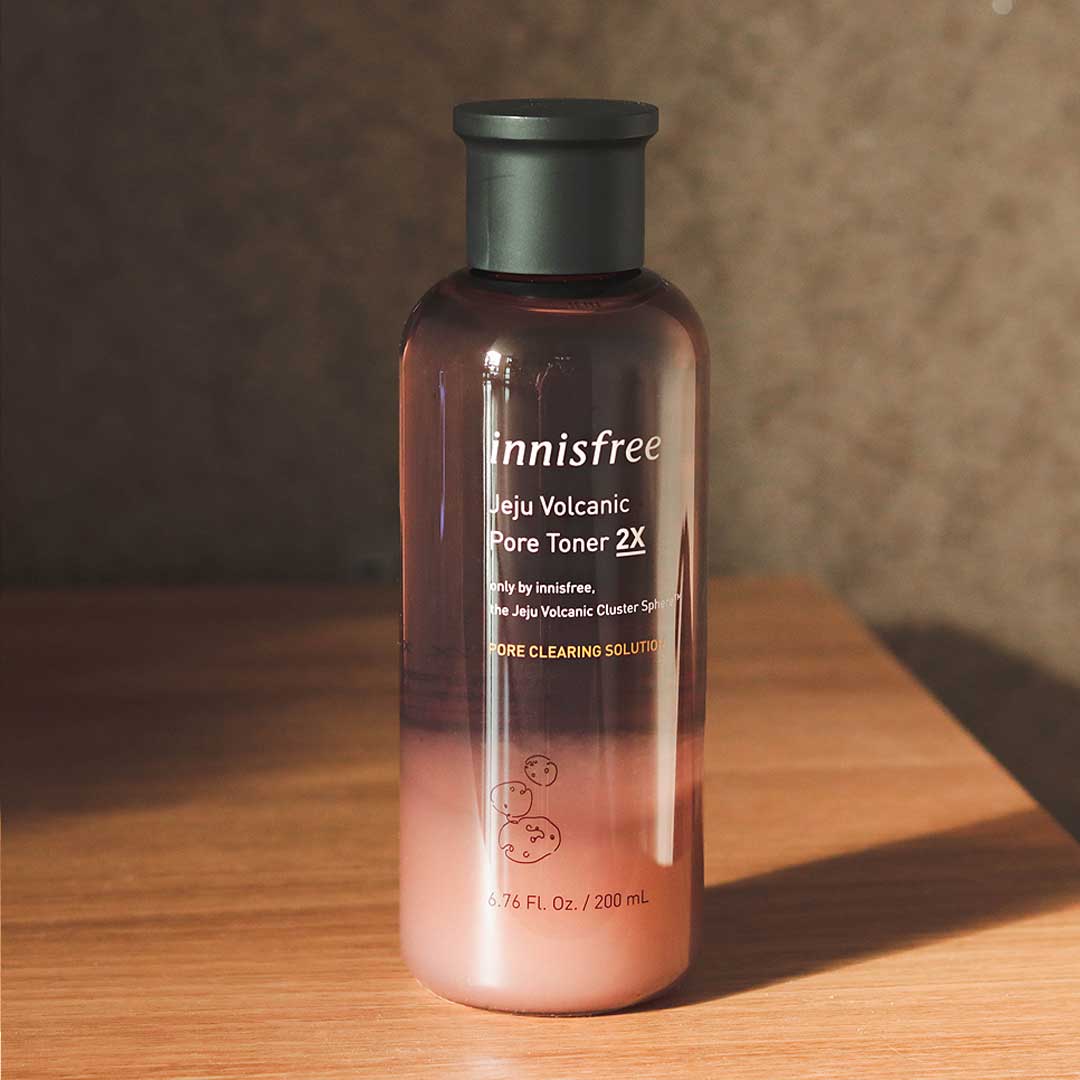 innisfree
Jeju Volcanic
Pore Toner 2X
only by innisfree,
the Jeju Volcanic Cluster Sphere™
PORE CLEARING SOLUTION
6.76 Fl. Oz. / 200 mL